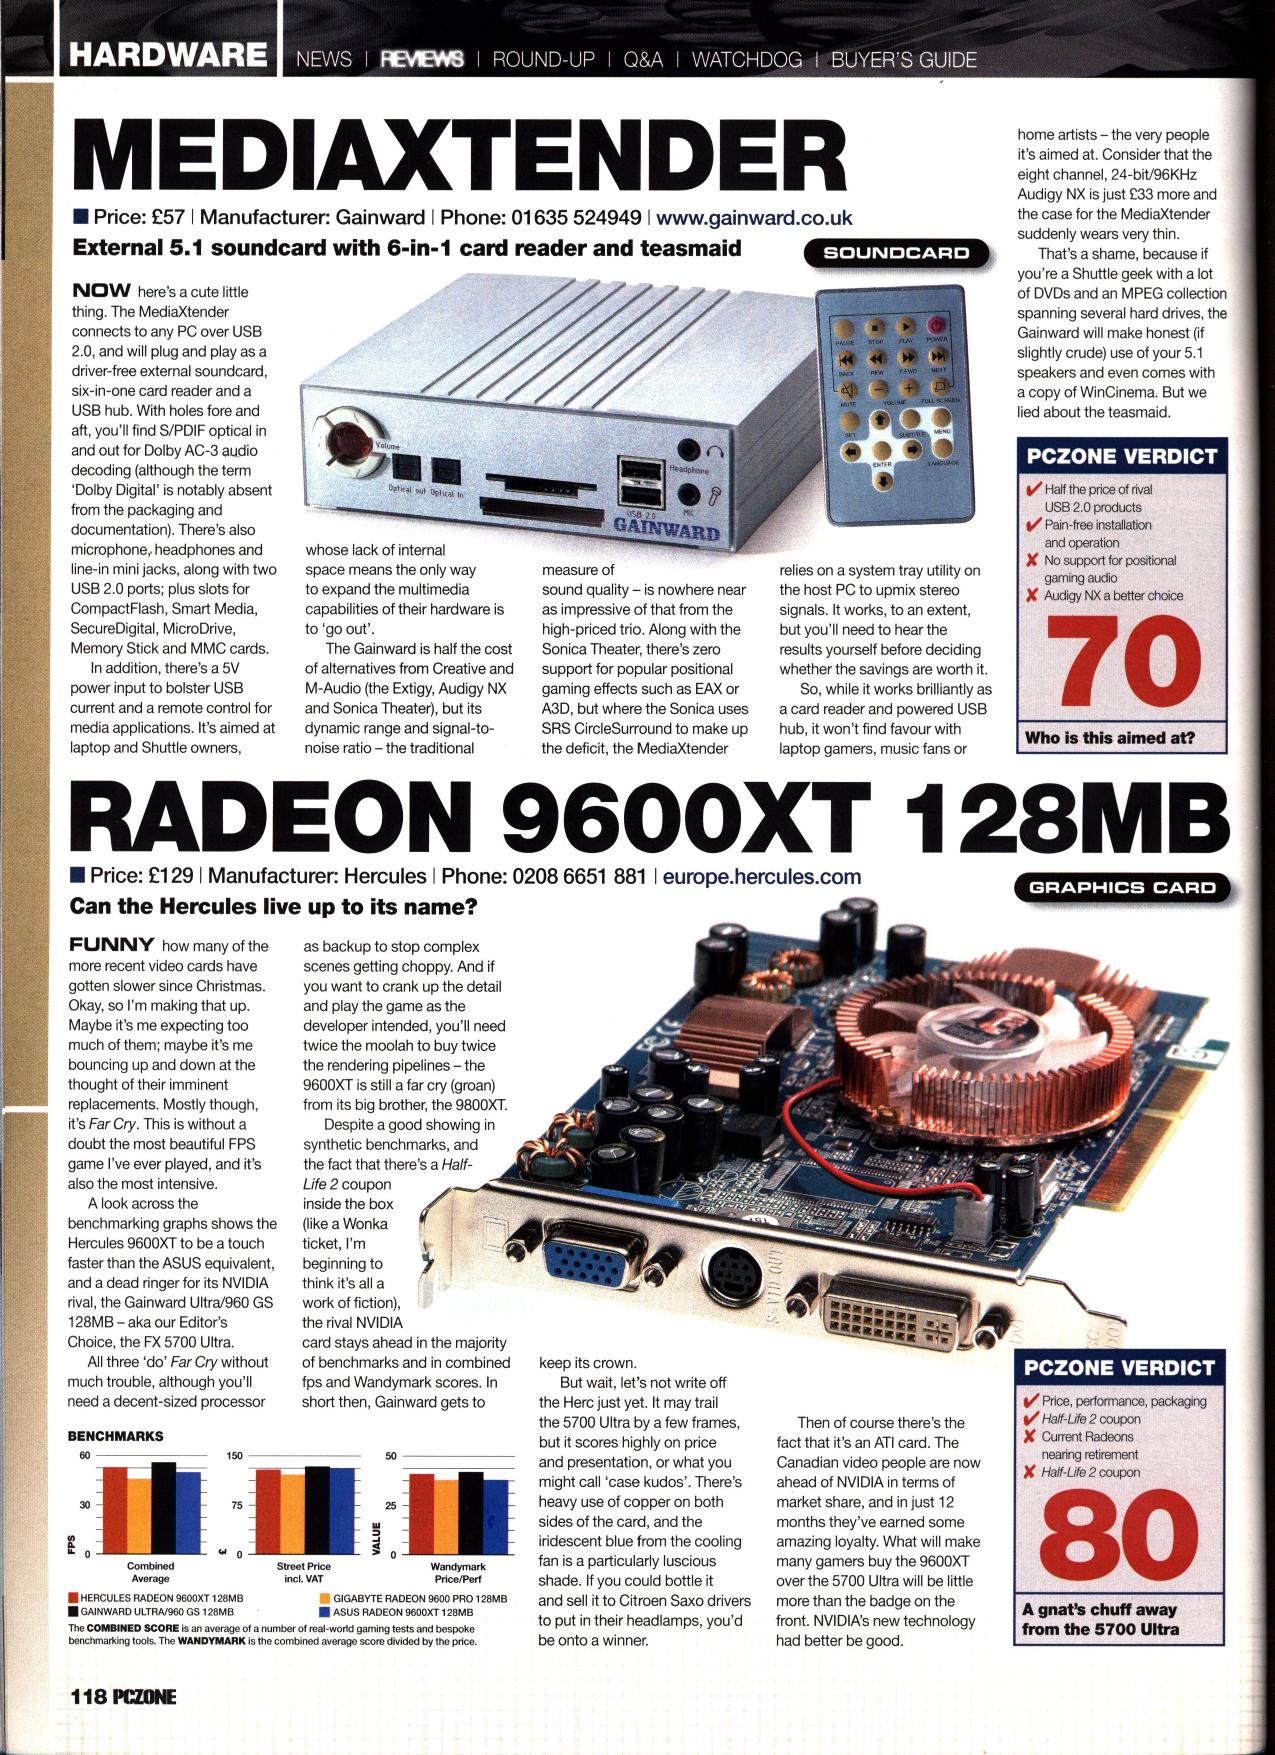 HARDWARE
NEWS | REVIEWS | ROUND-UP | Q&A | WATCHDOG | BUYER'S GUIDE
MEDIAXTENDER
Price: £57 | Manufacturer: Gainward | Phone: 01635 524949 | www.gainward.co.uk
External 5.1 soundcard with 6-in-1 card reader and teasmaid
SOUNDCARD
NOW here's a cute little
thing. The MediaXtender
connects to any PC over USB
2.0, and will plug and play as a
driver-free external soundcard,
six-in-one card reader and a
USB hub. With holes fore and
aft, you'll find S/PDIF optical in
and out for Dolby AC-3 audio
decoding (although the term
'Dolby Digital' is notably absent
from the packaging and
documentation). There's also
microphone, headphones and
line-in mini jacks, along with two
USB 2.0 ports; plus slots for
CompactFlash, Smart Media,
SecureDigital, MicroDrive,
Memory Stick and MMC cards.
In addition, there's a 5V
power input to bolster USB
current and a remote control for
media applications. It's aimed at
laptop and Shuttle owners,
Volume
Optical out Optical In
Headphone
USB 2.0
MIC
GAINWARD
PAUSE STOP PLAY POWER
BACK REW F.FWD NEXT
MUTE VOLUME FULL SCREEN
SET SUBTITLE MENU
ENTER LANGUAGE
whose lack of internal
space means the only way
to expand the multimedia
capabilities of their hardware is
to 'go out'.
The Gainward is half the cost
of alternatives from Creative and
M-Audio (the Extigy, Audigy NX
and Sonica Theater), but its
dynamic range and signal-to-
noise ratio – the traditional
measure of
sound quality – is nowhere near
as impressive of that from the
high-priced trio. Along with the
Sonica Theater, there's zero
support for popular positional
gaming effects such as EAX or
A3D, but where the Sonica uses
SRS CircleSurround to make up
the deficit, the MediaXtender
relies on a system tray utility on
the host PC to upmix stereo
signals. It works, to an extent,
but you'll need to hear the
results yourself before deciding
whether the savings are worth it.
So, while it works brilliantly as
a card reader and powered USB
hub, it won't find favour with
laptop gamers, music fans or
home artists – the very people
it's aimed at. Consider that the
eight channel, 24-bit/96KHz
Audigy NX is just £33 more and
the case for the MediaXtender
suddenly wears very thin.
That's a shame, because if
you're a Shuttle geek with a lot
of DVDs and an MPEG collection
spanning several hard drives, the
Gainward will make honest (if
slightly crude) use of your 5.1
speakers and even comes with
a copy of WinCinema. But we
lied about the teasmaid.
PCZONE VERDICT
✓ Half the price of rival
USB 2.0 products
✓ Pain-free installation
and operation
✗ No support for positional
gaming audio
✗ Audigy NX a better choice
70
Who is this aimed at?
RADEON 9600XT 128MB
Price: £129 | Manufacturer: Hercules | Phone: 0208 6651 881 | europe.hercules.com
Can the Hercules live up to its name?
GRAPHICS CARD
FUNNY how many of the
more recent video cards have
gotten slower since Christmas.
Okay, so I'm making that up.
Maybe it's me expecting too
much of them; maybe it's me
bouncing up and down at the
thought of their imminent
replacements. Mostly though,
it's Far Cry. This is without a
doubt the most beautiful FPS
game I've ever played, and it's
also the most intensive.
A look across the
benchmarking graphs shows the
Hercules 9600XT to be a touch
faster than the ASUS equivalent,
and a dead ringer for its NVIDIA
rival, the Gainward Ultra/960 GS
128MB – aka our Editor's
Choice, the FX 5700 Ultra.
All three 'do' Far Cry without
much trouble, although you'll
need a decent-sized processor
as backup to stop complex
scenes getting choppy. And if
you want to crank up the detail
and play the game as the
developer intended, you'll need
twice the moolah to buy twice
the rendering pipelines – the
9600XT is still a far cry (groan)
from its big brother, the 9800XT.
Despite a good showing in
synthetic benchmarks, and
the fact that there's a Half-
Life 2 coupon
inside the box
(like a Wonka
ticket, I'm
beginning to
think it's all a
work of fiction),
the rival NVIDIA
card stays ahead in the majority
of benchmarks and in combined
fps and Wandymark scores. In
short then, Gainward gets to
S-VID OUT
DVI
keep its crown.
But wait, let's not write off
the Herc just yet. It may trail
the 5700 Ultra by a few frames,
but it scores highly on price
and presentation, or what you
might call 'case kudos'. There's
heavy use of copper on both
sides of the card, and the
iridescent blue from the cooling
fan is a particularly luscious
shade. If you could bottle it
and sell it to Citroen Saxo drivers
to put in their headlamps, you'd
be onto a winner.
Then of course there's the
fact that it's an ATI card. The
Canadian video people are now
ahead of NVIDIA in terms of
market share, and in just 12
months they've earned some
amazing loyalty. What will make
many gamers buy the 9600XT
over the 5700 Ultra will be little
more than the badge on the
front. NVIDIA's new technology
had better be good.
PCZONE VERDICT
✓ Price, performance, packaging
✓ Half-Life 2 coupon
✗ Current Radeons
nearing retirement
✗ Half-Life 2 coupon
80
A gnat's chuff away
from the 5700 Ultra
BENCHMARKS
60
30
0
FPS
Combined
Average
150
75
0
£
Street Price
incl. VAT
50
25
0
VALUE
Wandymark
Price/Perf
HERCULES RADEON 9600XT 128MB
GIGABYTE RADEON 9600 PRO 128MB
GAINWARD ULTRA/960 GS 128MB
ASUS RADEON 9600XT 128MB
The COMBINED SCORE is an average of a number of real-world gaming tests and bespoke
benchmarking tools. The WANDYMARK is the combined average score divided by the price.
118 PCZONE